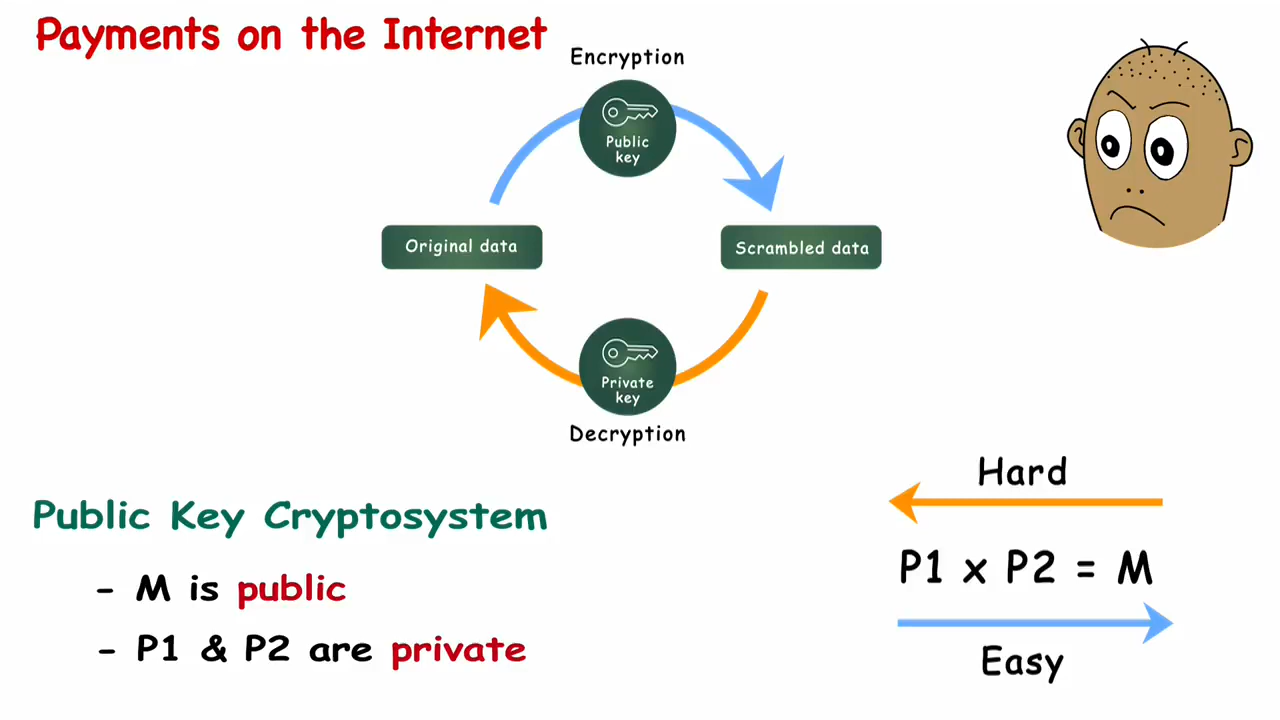 Payments on the Internet
Encryption
Public
key
Original data
Scrambled data
Private
key
Decryption
Public Key Cryptosystem
- M is public
- P1 & P2 are private
Hard
P1 x P2 = M
Easy